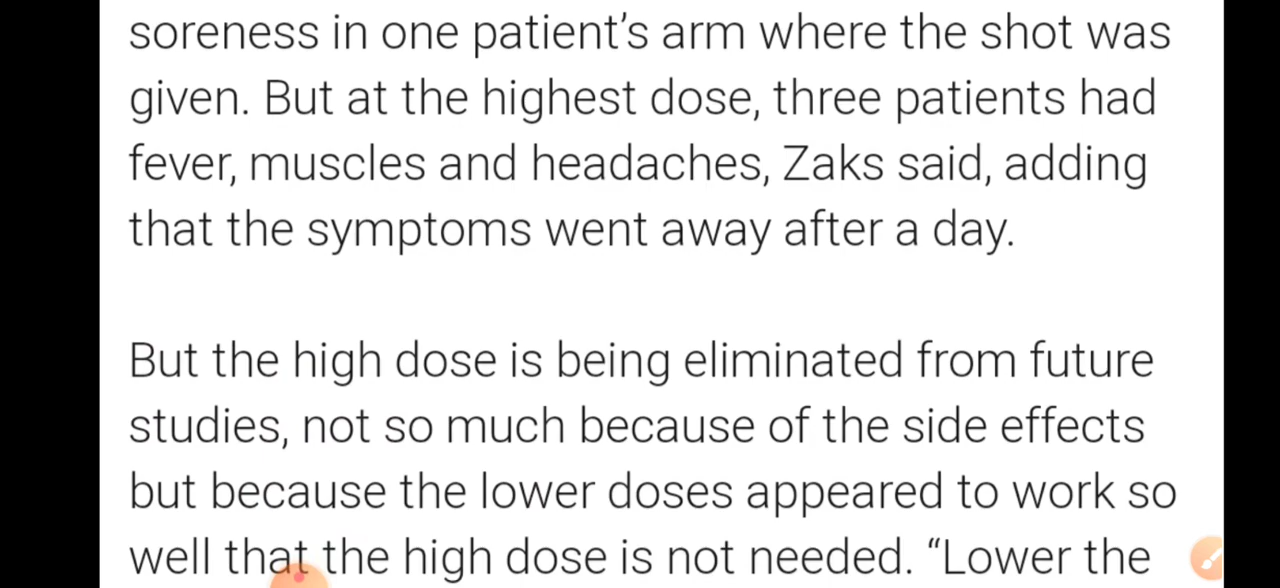 soreness in one patient’s arm where the shot was
given. But at the highest dose, three patients had
fever, muscles and headaches, Zaks said, adding
that the symptoms went away after a day.
But the high dose is being eliminated from future
studies, not so much because of the side effects
but because the lower doses appeared to work so
well that the high dose is not needed. “Lower the